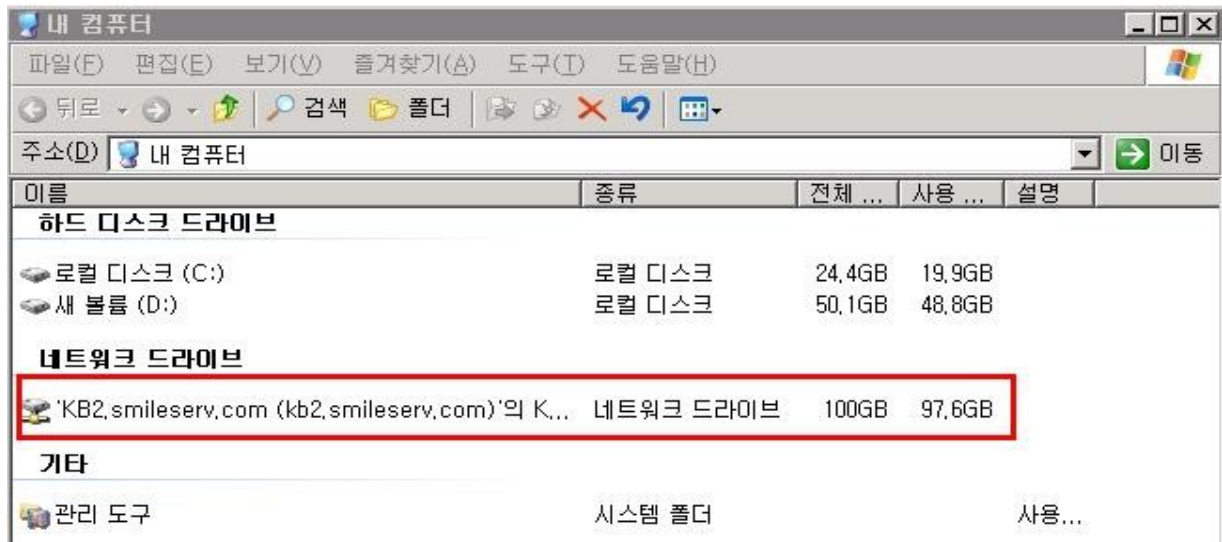 내 컴퓨터
파일(F) 편집(E) 보기(V) 즐겨찾기(A) 도구(T) 도움말(H)
뒤로 검색 폴더
주소(D) 내 컴퓨터 이동
이름 종류 전체 ... 사용 ... 설명
하드 디스크 드라이브
로컬 디스크 (C:) 로컬 디스크 24,4GB 19,9GB
새 볼륨 (D:) 로컬 디스크 50,1GB 48,8GB
네트워크 드라이브
'KB2,smileserv,com (kb2,smileserv,com)'의 K... 네트워크 드라이브 100GB 97,6GB
기타
관리 도구 시스템 폴더 사용...